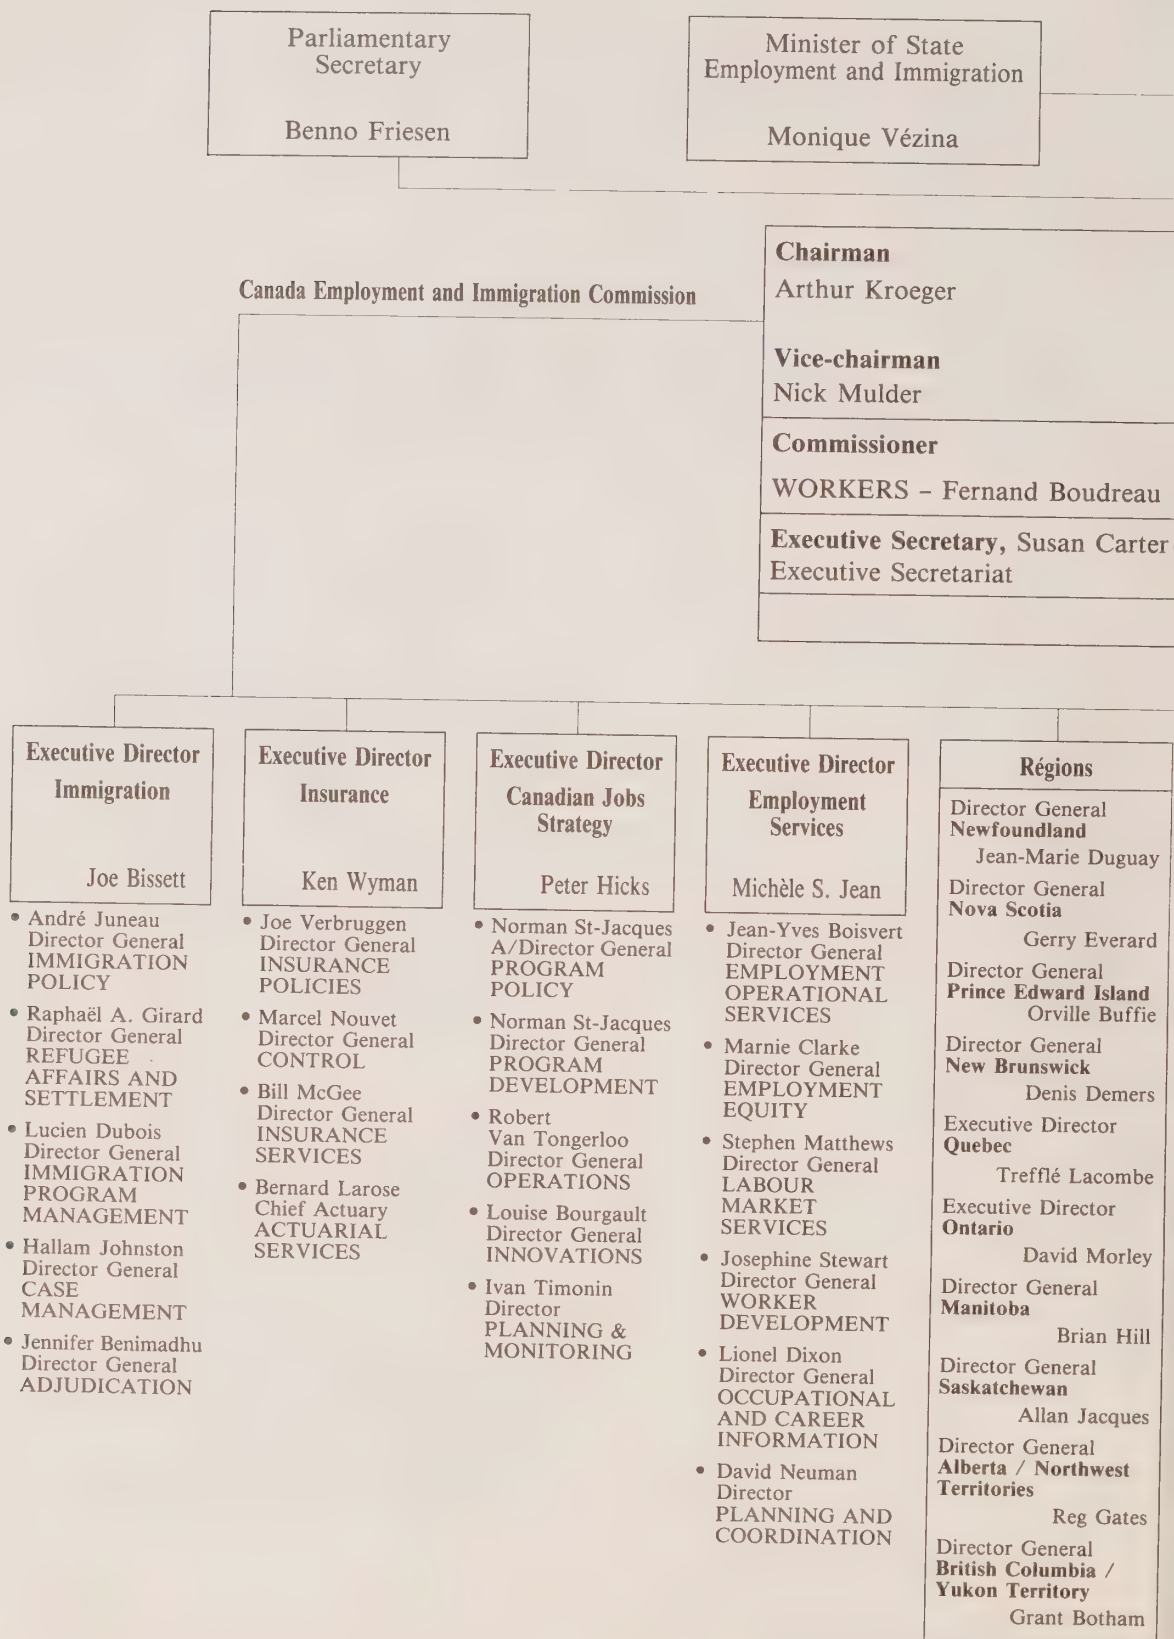 Parliamentary
Secretary
Benno Friesen
Minister of State
Employment and Immigration
Monique Vézina
Canada Employment and Immigration Commission
Chairman
Arthur Kroeger
Vice-chairman
Nick Mulder
Commissioner
WORKERS – Fernand Boudreau
Executive Secretary, Susan Carter
Executive Secretariat
Executive Director
Immigration
Joe Bissett
• André Juneau
Director General
IMMIGRATION
POLICY
• Raphaël A. Girard
Director General
REFUGEE
AFFAIRS AND
SETTLEMENT
• Lucien Dubois
Director General
IMMIGRATION
PROGRAM
MANAGEMENT
• Hallam Johnston
Director General
CASE
MANAGEMENT
• Jennifer Benimadhu
Director General
ADJUDICATION
Executive Director
Insurance
Ken Wyman
• Joe Verbruggen
Director General
INSURANCE
POLICIES
• Marcel Nouvet
Director General
CONTROL
• Bill McGee
Director General
INSURANCE
SERVICES
• Bernard Larose
Chief Actuary
ACTUARIAL
SERVICES
Executive Director
Canadian Jobs
Strategy
Peter Hicks
• Norman St-Jacques
A/Director General
PROGRAM
POLICY
• Norman St-Jacques
Director General
PROGRAM
DEVELOPMENT
• Robert
Van Tongerloo
Director General
OPERATIONS
• Louise Bourgault
Director General
INNOVATIONS
• Ivan Timonin
Director
PLANNING &
MONITORING
Executive Director
Employment
Services
Michèle S. Jean
• Jean-Yves Boisvert
Director General
EMPLOYMENT
OPERATIONAL
SERVICES
• Marnie Clarke
Director General
EMPLOYMENT
EQUITY
• Stephen Matthews
Director General
LABOUR
MARKET
SERVICES
• Josephine Stewart
Director General
WORKER
DEVELOPMENT
• Lionel Dixon
Director General
OCCUPATIONAL
AND CAREER
INFORMATION
• David Neuman
Director
PLANNING AND
COORDINATION
Régions
Director General
Newfoundland
Jean-Marie Duguay
Director General
Nova Scotia
Gerry Everard
Director General
Prince Edward Island
Orville Buffie
Director General
New Brunswick
Denis Demers
Executive Director
Quebec
Trefflé Lacombe
Executive Director
Ontario
David Morley
Director General
Manitoba
Brian Hill
Director General
Saskatchewan
Allan Jacques
Director General
Alberta / Northwest
Territories
Reg Gates
Director General
British Columbia /
Yukon Territory
Grant Botham